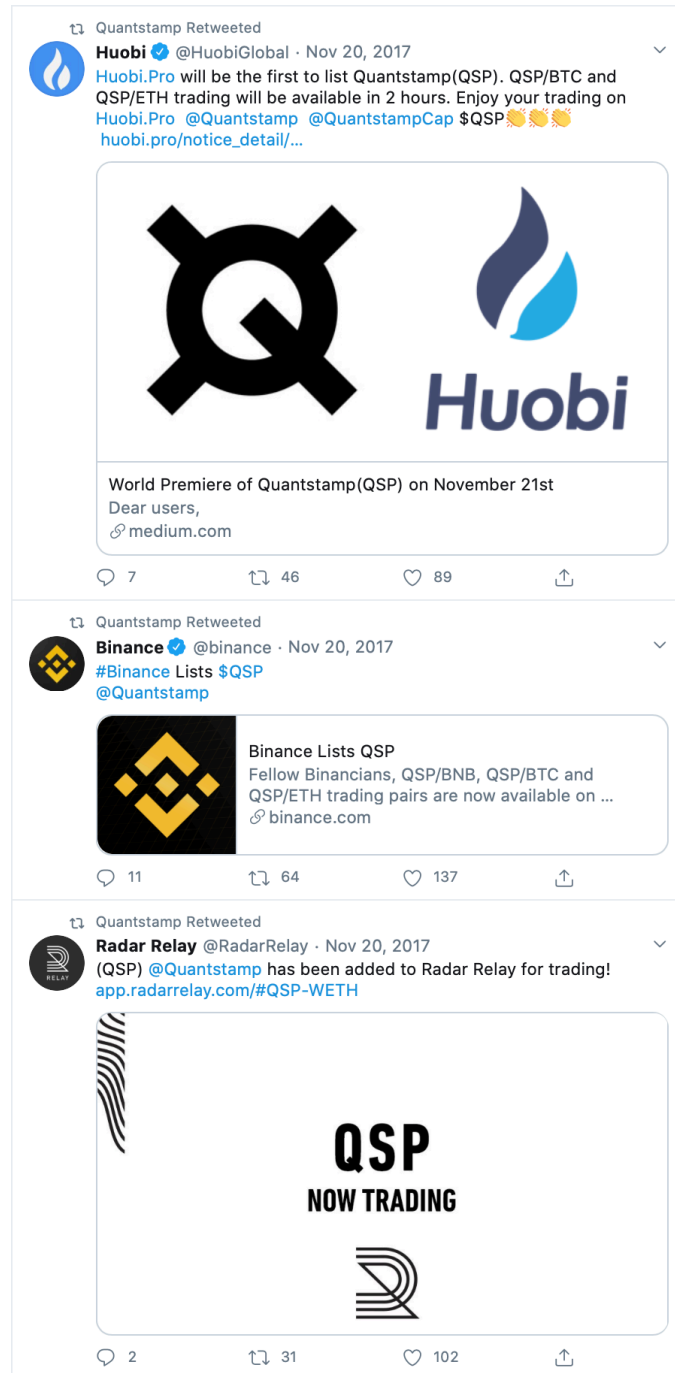 Quantstamp Retweeted
Huobi @HuobiGlobal · Nov 20, 2017
Huobi.Pro will be the first to list Quantstamp(QSP). QSP/BTC and
QSP/ETH trading will be available in 2 hours. Enjoy your trading on
Huobi.Pro @Quantstamp @QuantstampCap $QSP👏👏👏
huobi.pro/notice_detail/...
Huobi
World Premiere of Quantstamp(QSP) on November 21st
Dear users,
medium.com
7 46 89
Quantstamp Retweeted
Binance @binance · Nov 20, 2017
#Binance Lists $QSP
@Quantstamp
Binance Lists QSP
Fellow Binancians, QSP/BNB, QSP/BTC and
QSP/ETH trading pairs are now available on ...
binance.com
11 64 137
Quantstamp Retweeted
Radar Relay @RadarRelay · Nov 20, 2017
RELAY
(QSP) @Quantstamp has been added to Radar Relay for trading!
app.radarrelay.com/#QSP-WETH
QSP
NOW TRADING
2 31 102